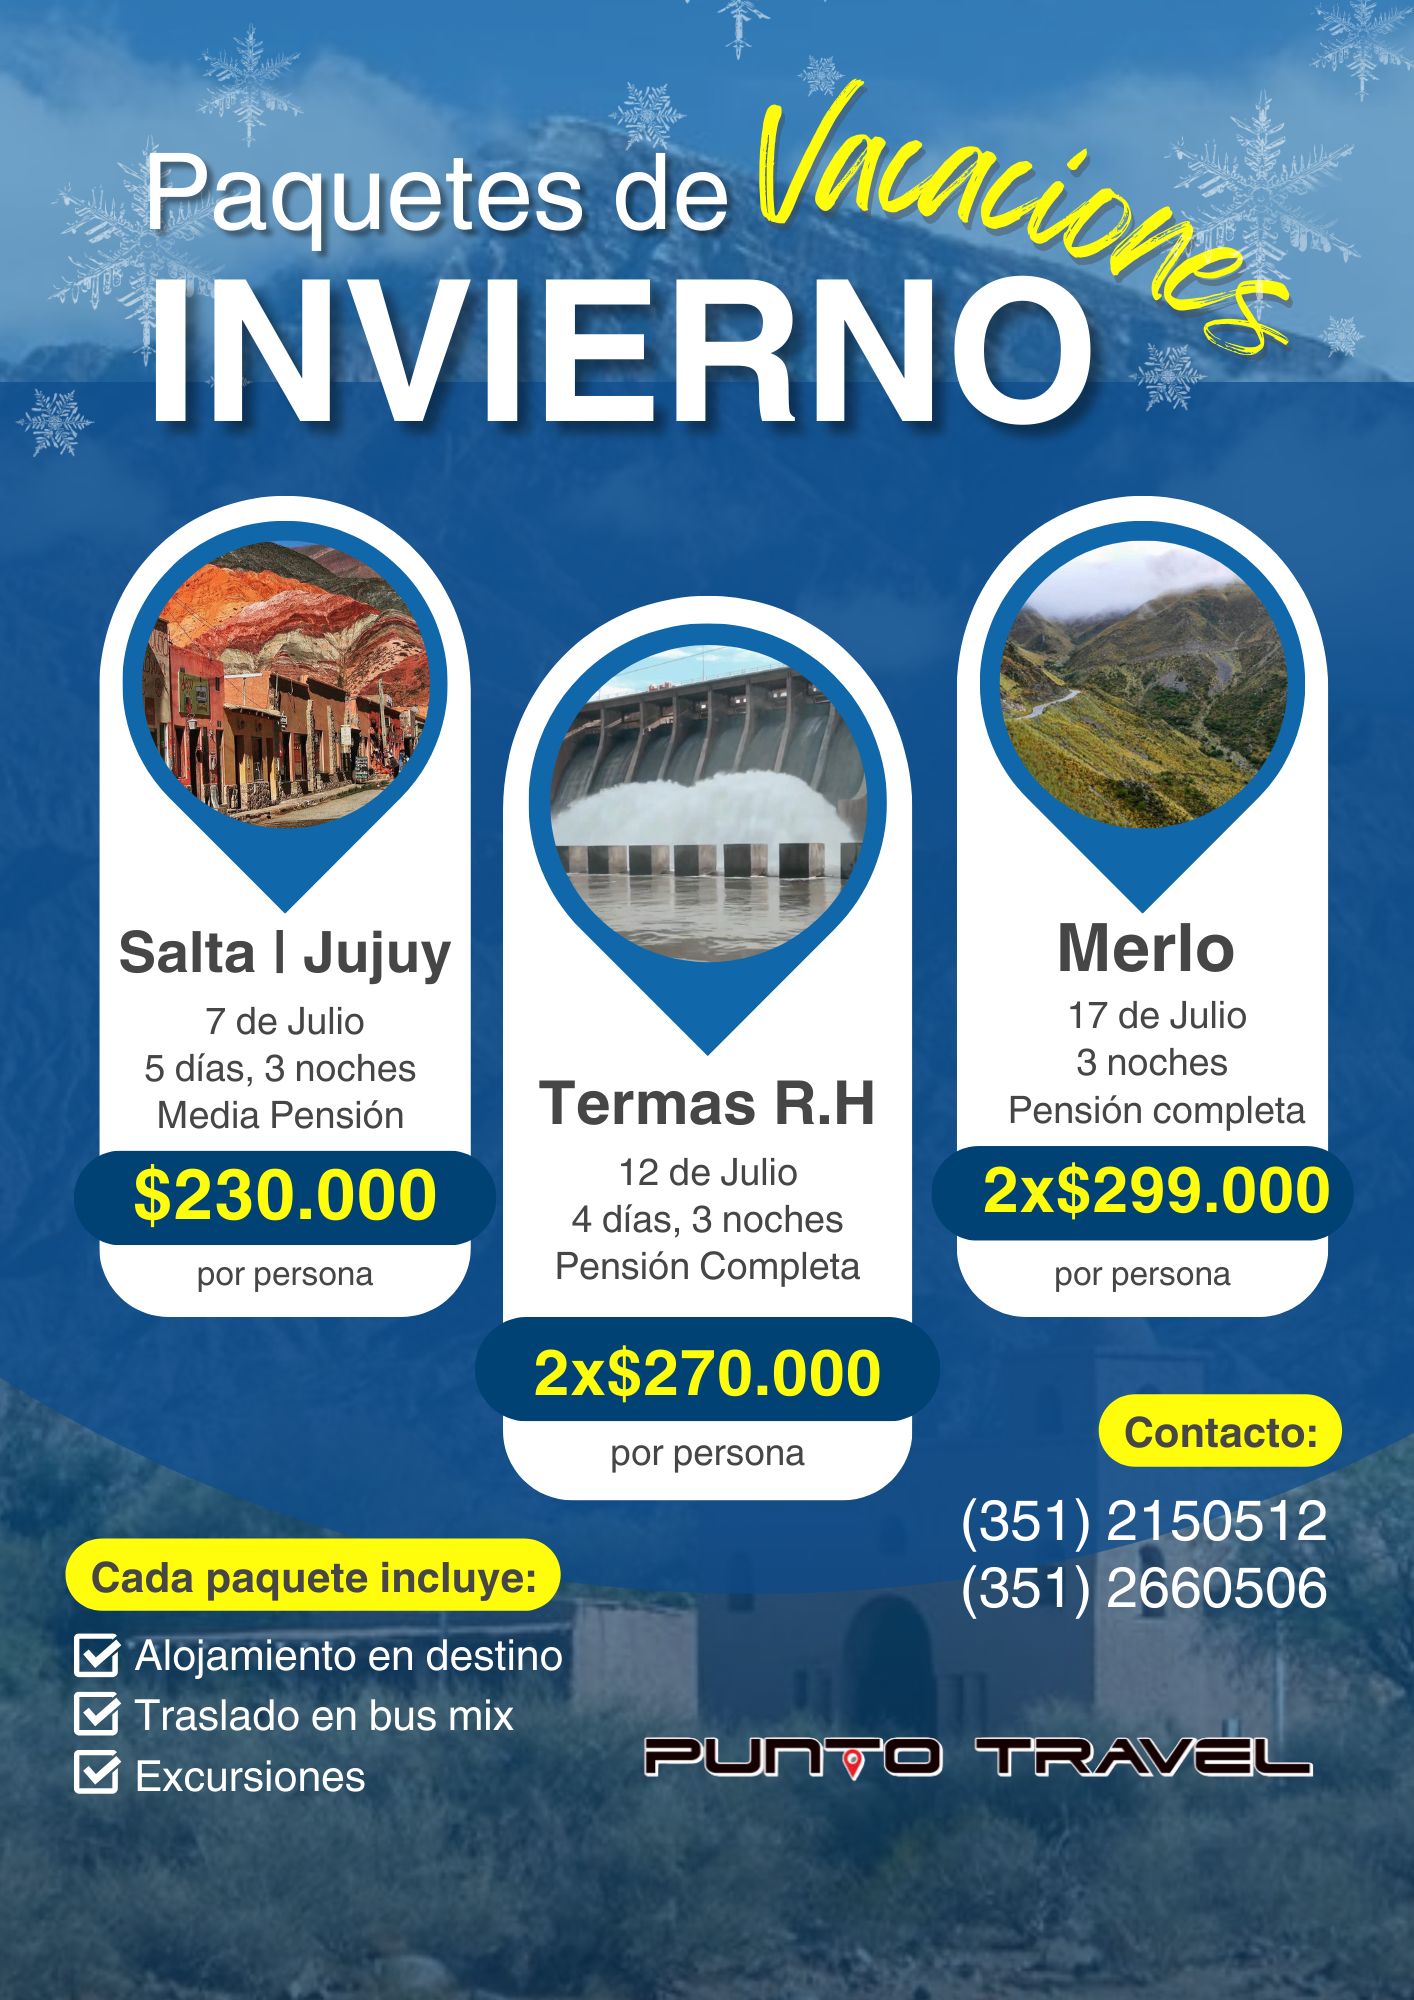 Paquetes de Vacaciones
INVIERNO
Salta | Jujuy
7 de Julio
5 días, 3 noches
Media Pensión
$230.000
por persona
Termas R.H
12 de Julio
4 días, 3 noches
Pensión Completa
2x$270.000
por persona
Merlo
17 de Julio
3 noches
Pensión completa
2x$299.000
por persona
Contacto:
(351) 2150512
(351) 2660506
Cada paquete incluye:
Alojamiento en destino
Traslado en bus mix
Excursiones
PUNTO TRAVEL